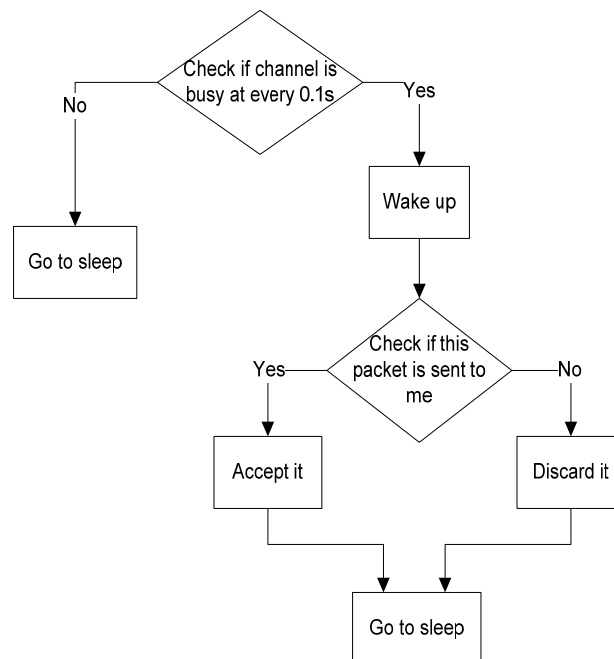 Check if channel is
busy at every 0.1s
No
Yes
Wake up
Go to sleep
Check if this
packet is sent to
me
Yes
No
Accept it
Discard it
Go to sleep